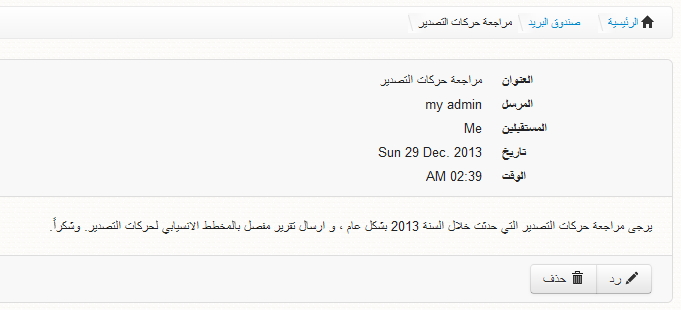 الرئيسية صندوق البريد مراجعة حركات التصدير
العنوان مراجعة حركات التصدير
المرسل my admin
المستقبلين Me
تاريخ Sun 29 Dec. 2013
الوقت 02:39 AM
يرجى مراجعة حركات التصدير التي حدثت خلال السنة 2013 بشكل عام ، و ارسال تقرير مفصل بالمخطط الانسيابي لحركات التصدير. وشكراً.
رد حذف